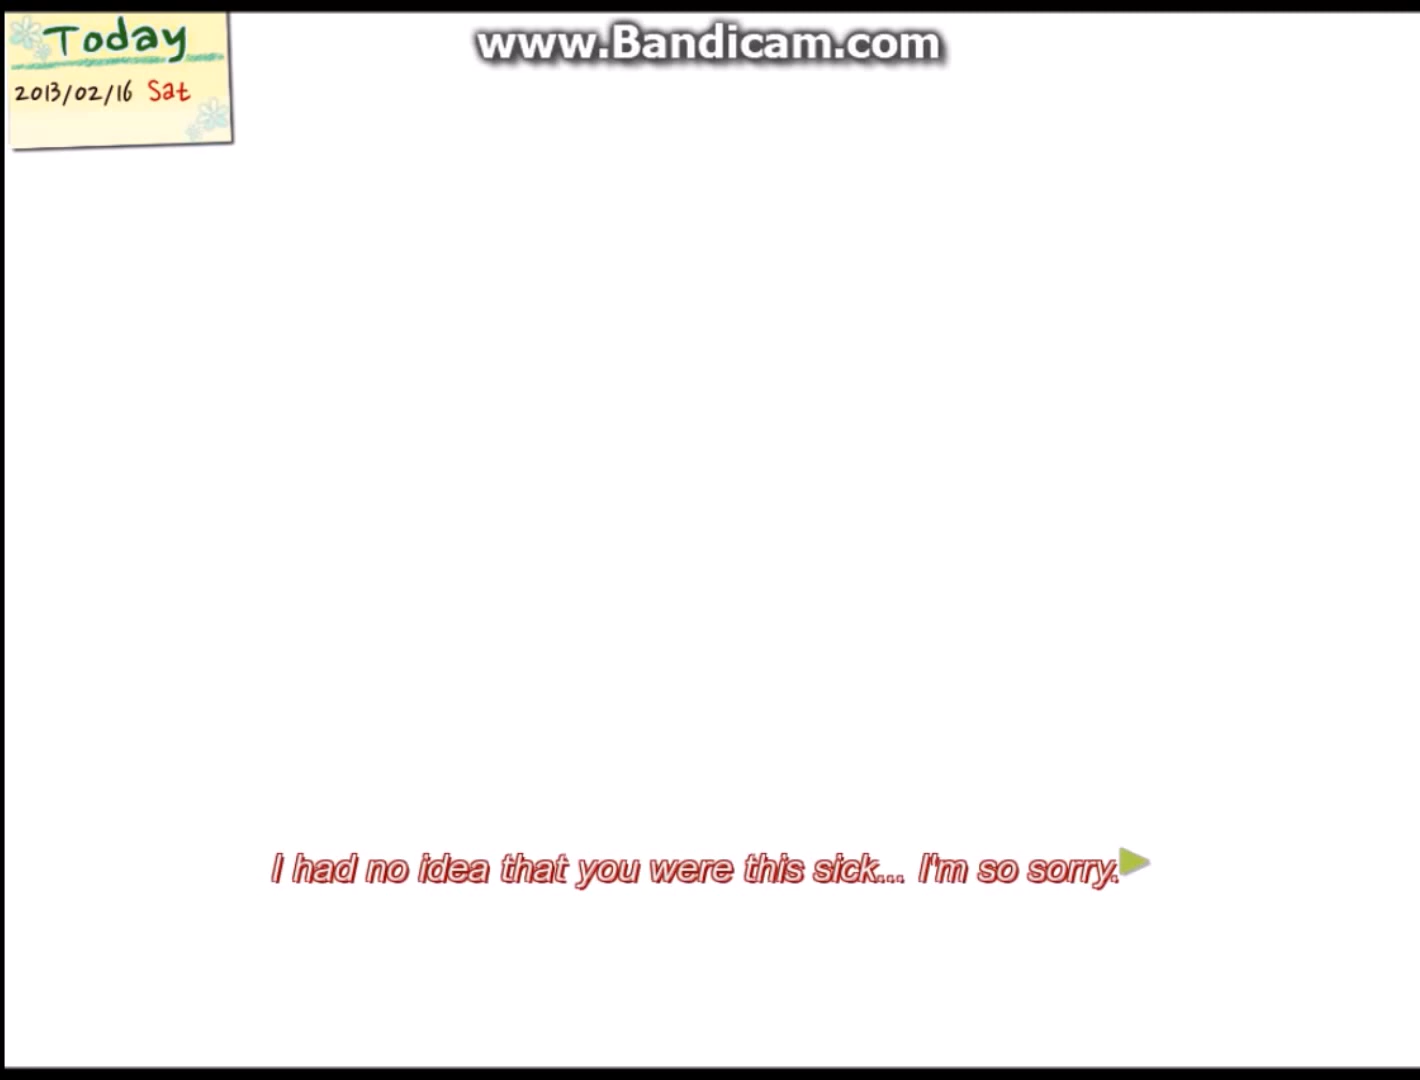 Today
www.Bandicam.com
2013/02/16 Sat
I had no idea that you were this sick... I'm so sorry.